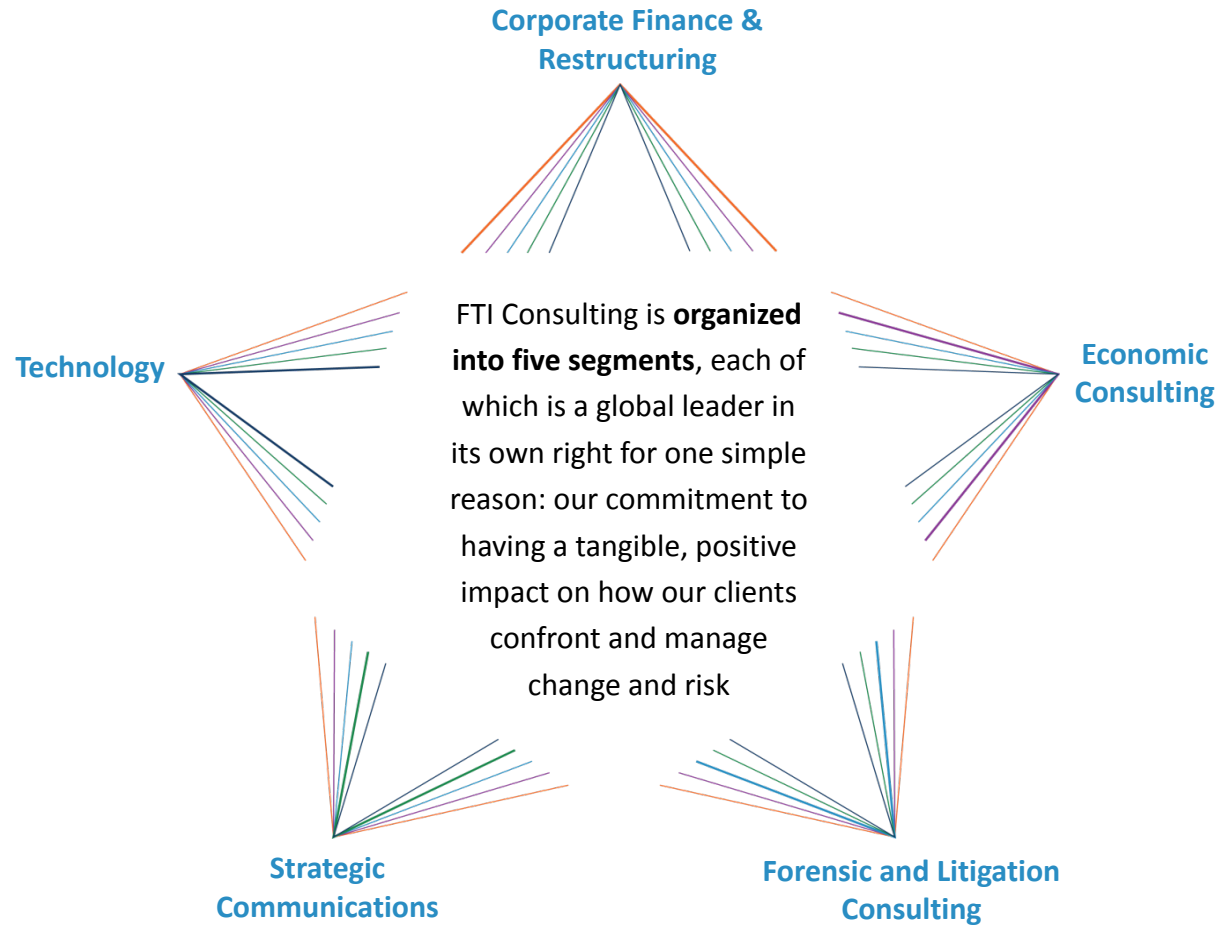 Corporate Finance &
Restructuring
FTI Consulting is organized
into five segments, each of
which is a global leader in
its own right for one simple
reason: our commitment to
having a tangible, positive
impact on how our clients
confront and manage
change and risk
Technology
Economic
Consulting
Strategic
Communications
Forensic and Litigation
Consulting